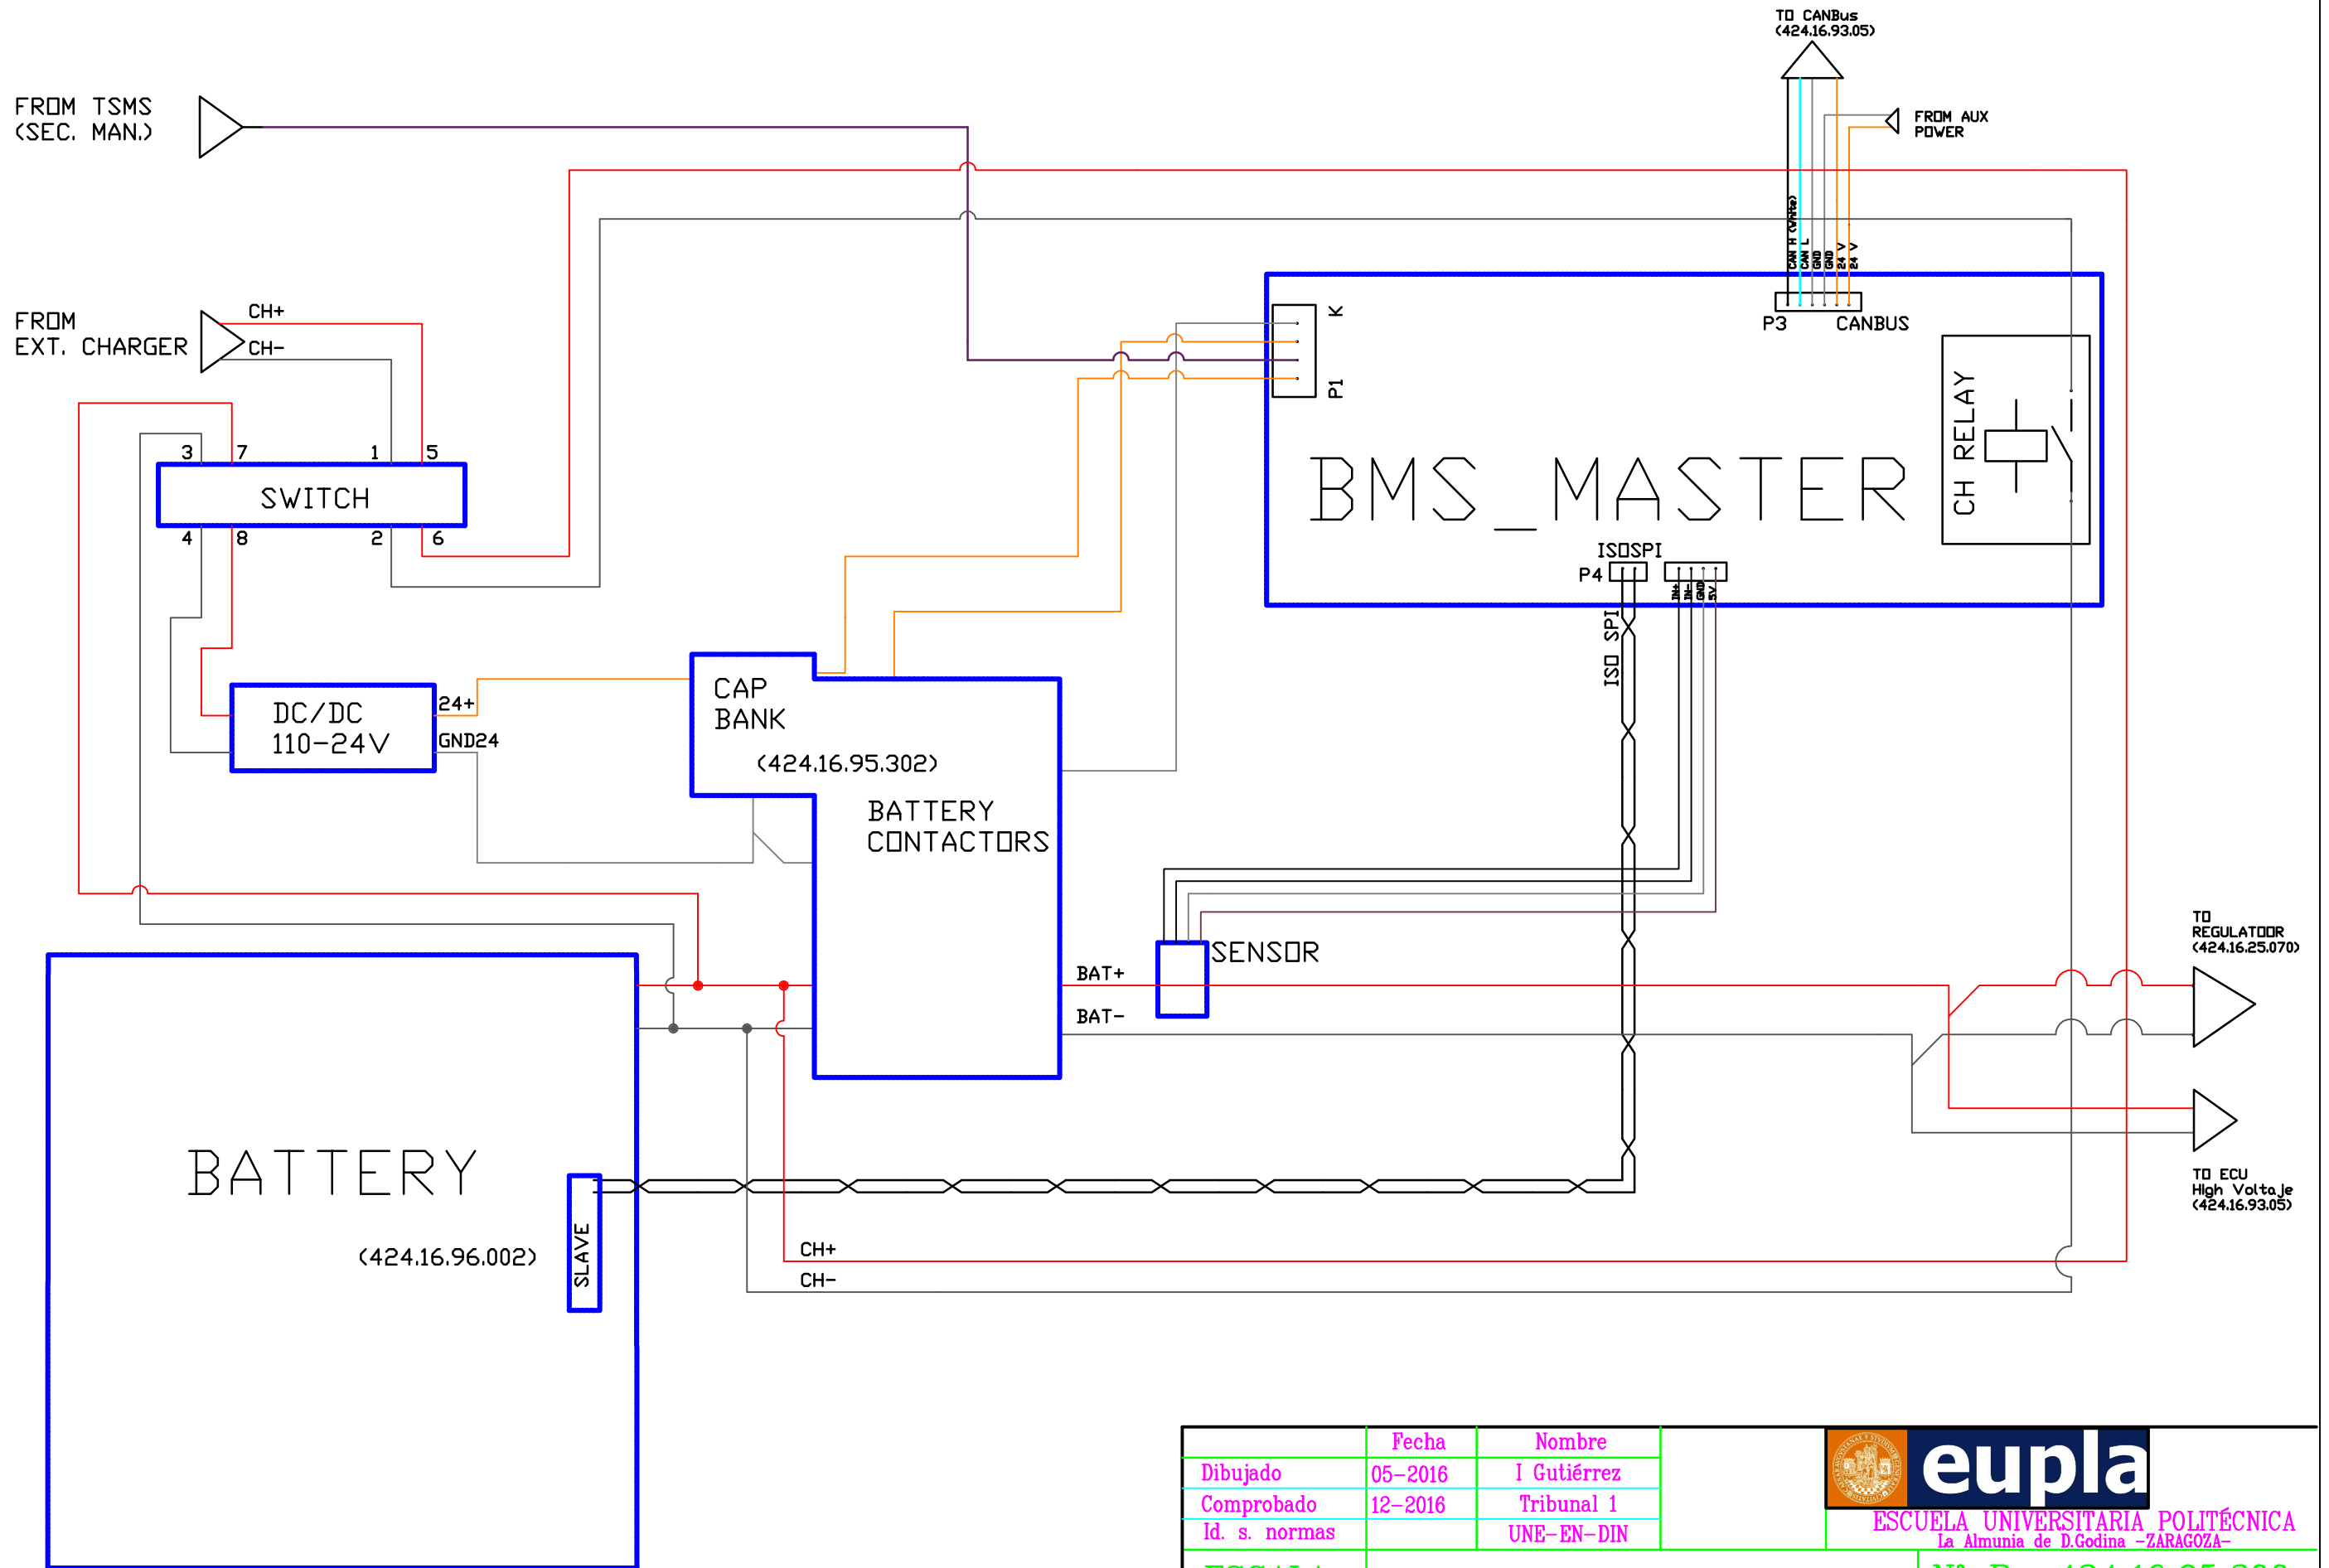 TO CANBus
(424.16.93.05)
FROM TSMS
(SEC. MAN.)
FROM AUX
POWER
CAN H (White)
CAN L
GND
GND
24 V
24 V
FROM
EXT. CHARGER
CH+
CH-
K
P1
P3
CANBUS
CH RELAY
3
7
1
5
SWITCH
4
8
2
6
BMS_MASTER
ISOSPI
P4
IN+
IN-
GND
5V
ISO SPI
DC/DC
110-24V
24+
GND24
CAP
BANK
(424.16.95.302)
BATTERY
CONTACTORS
SENSOR
BAT+
BAT-
TO
REGULATOOR
(424.16.25.070)
BATTERY
(424.16.96.002)
SLAVE
TO ECU
High Voltaje
(424.16.93.05)
CH+
CH-
Fecha
Nombre
Dibujado
05-2016
I Gutiérrez
Comprobado
12-2016
Tribunal 1
Id. s. normas
UNE-EN-DIN
eupla
ESCUELA UNIVERSITARIA POLITÉCNICA
La Almunia de D.Godina -ZARAGOZA-